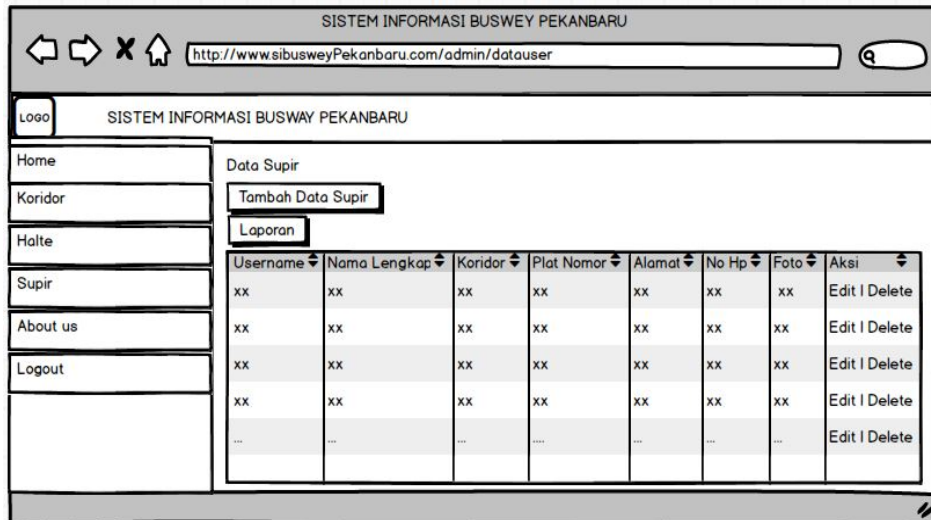 SISTEM INFORMASI BUSWEY PEKANBARU
http://www.sibusweyPekanbaru.com/admin/datauser
LOGO
SISTEM INFORMASI BUSWAY PEKANBARU
Home
Koridor
Halte
Supir
About us
Logout
Data Supir
Tambah Data Supir
Laporan
Username Nama Lengkap Koridor Plat Nomor Alamat No Hp Foto Aksi
xx xx xx xx xx xx xx Edit | Delete
xx xx xx xx xx xx xx Edit | Delete
xx xx xx xx xx xx xx Edit | Delete
xx xx xx xx xx xx xx Edit | Delete
... ... ... .... ... ... ... Edit | Delete